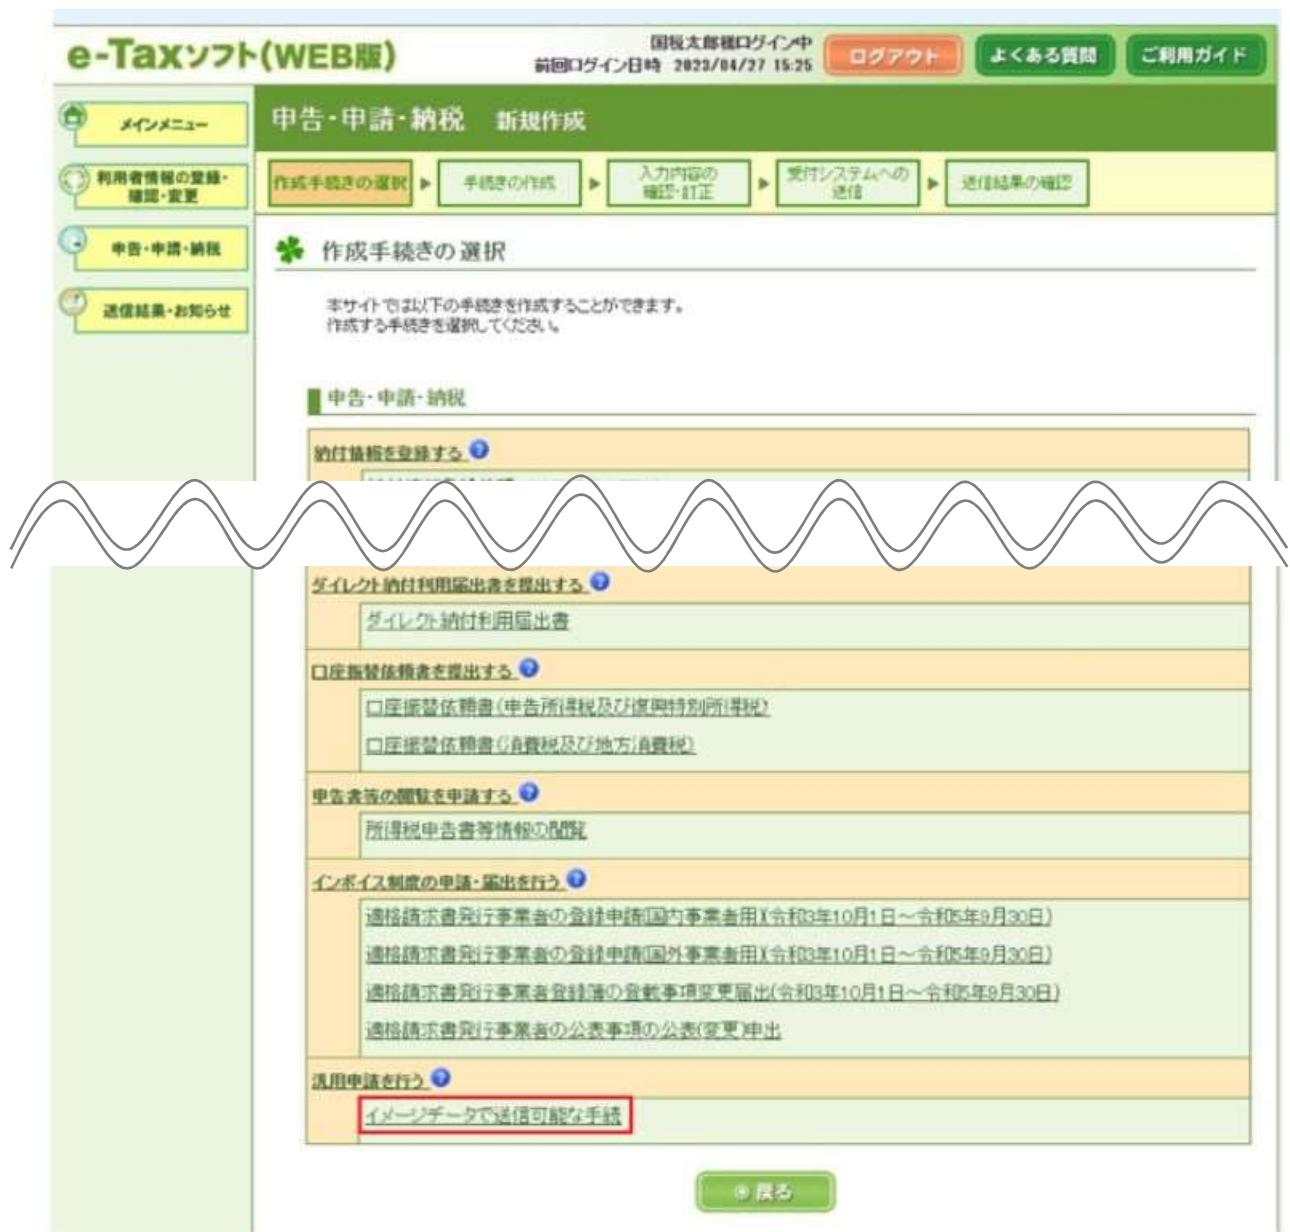 e-Taxソフト(WEB版)
国税太郎様ログイン中
前回ログイン日時 2023/04/27 15:25
ログアウト
よくある質問
ご利用ガイド
メインメニュー
利用者情報の登録・
確認・変更
申告・申請・納税
送信結果・お知らせ
申告・申請・納税 新規作成
作成手続きの選択
手続きの作成
入力内容の
確認・訂正
受付システムへの
送信
送信結果の確認
作成手続きの選択
本サイトでは以下の手続きを作成することができます。
作成する手続きを選択してください。
申告・申請・納税
納付情報を登録する
ダイレクト納付利用届出書を提出する
ダイレクト納付利用届出書
口座振替依頼書を提出する
口座振替依頼書(申告所得税及び復興特別所得税)
口座振替依頼書(消費税及び地方消費税)
申告書等の閲覧を申請する
所得税申告書等情報の閲覧
インボイス制度の申請・届出を行う
適格請求書発行事業者の登録申請(国内事業者用)(令和3年10月1日～令和5年9月30日)
適格請求書発行事業者の登録申請(国外事業者用)(令和3年10月1日～令和5年9月30日)
適格請求書発行事業者登録簿の登載事項変更届出(令和3年10月1日～令和5年9月30日)
適格請求書発行事業者の公表事項の公表(変更)申出
汎用申請を行う
イメージデータで送信可能な手続
戻る